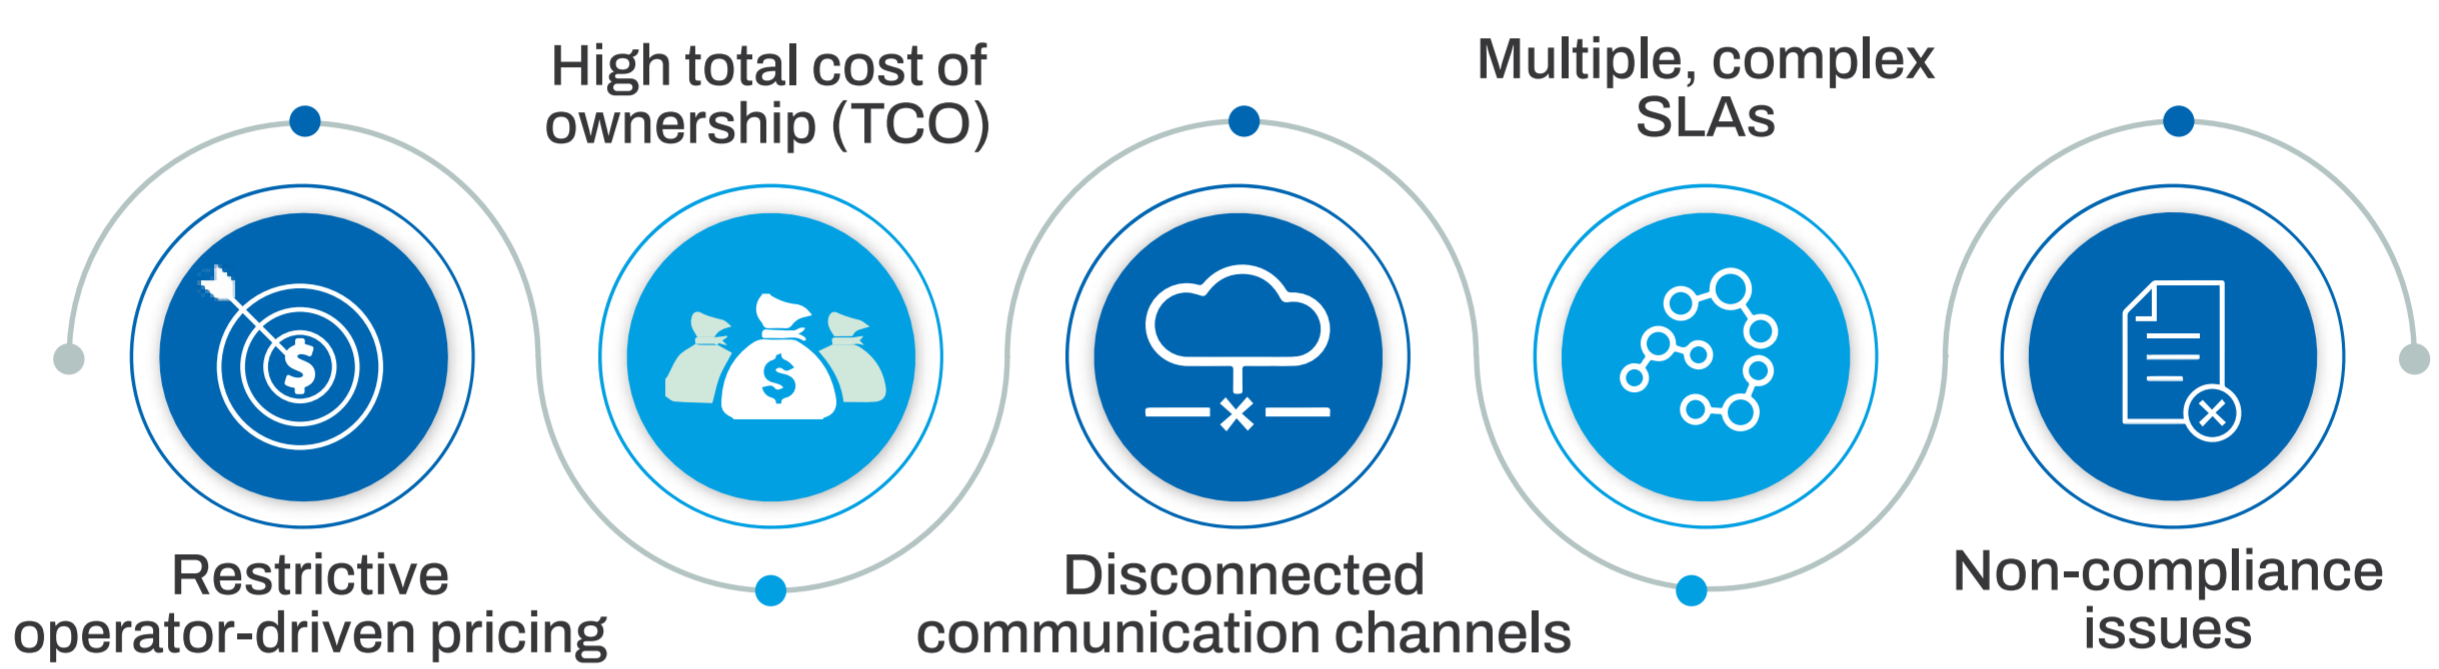 Restrictive
operator-driven pricing
High total cost of
ownership (TCO)
Disconnected
communication channels
Multiple, complex
SLAs
Non-compliance
issues